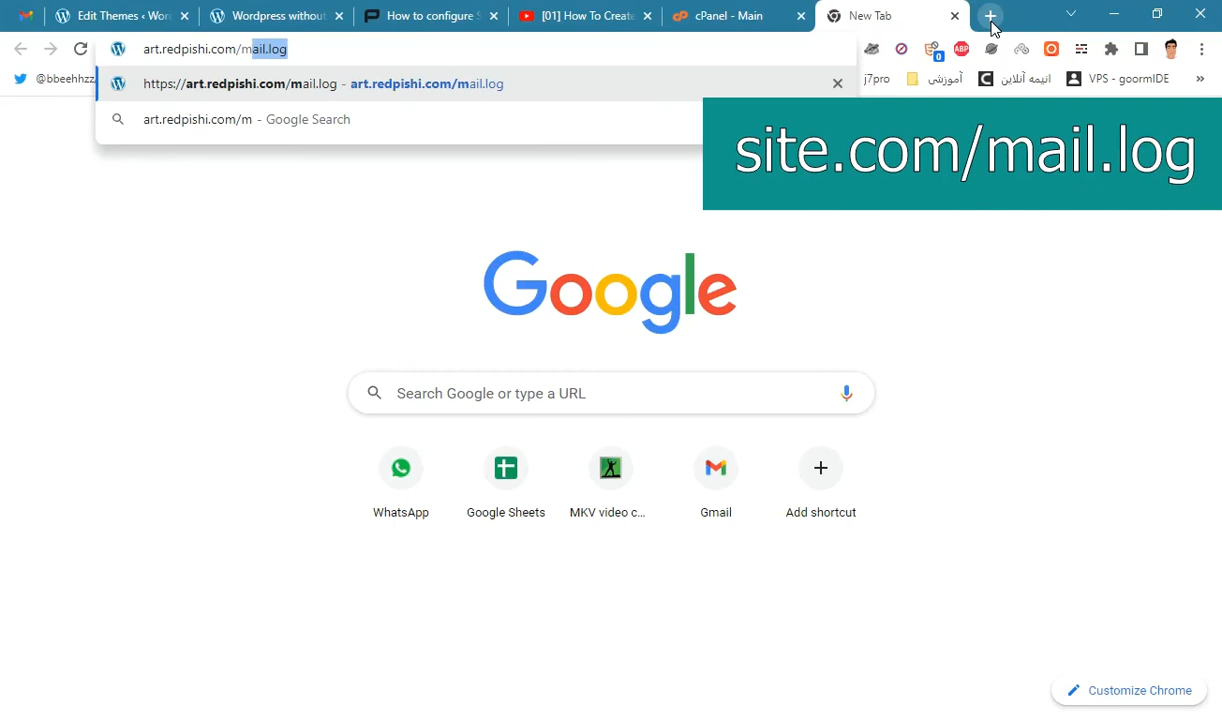 Edit Themes ‹ Wor
Wordpress without
How to configure S
[01] How To Create
cPanel - Main
New Tab
art.redpishi.com/mail.log
@bbeehhzz
j7pro
آموزشی
انیمه آنلاین
VPS - goormIDE
»
0
ABP
https://art.redpishi.com/mail.log - art.redpishi.com/mail.log
art.redpishi.com/m - Google Search
site.com/mail.log
Google
Search Google or type a URL
WhatsApp
Google Sheets
MKV video c...
Gmail
Add shortcut
Customize Chrome